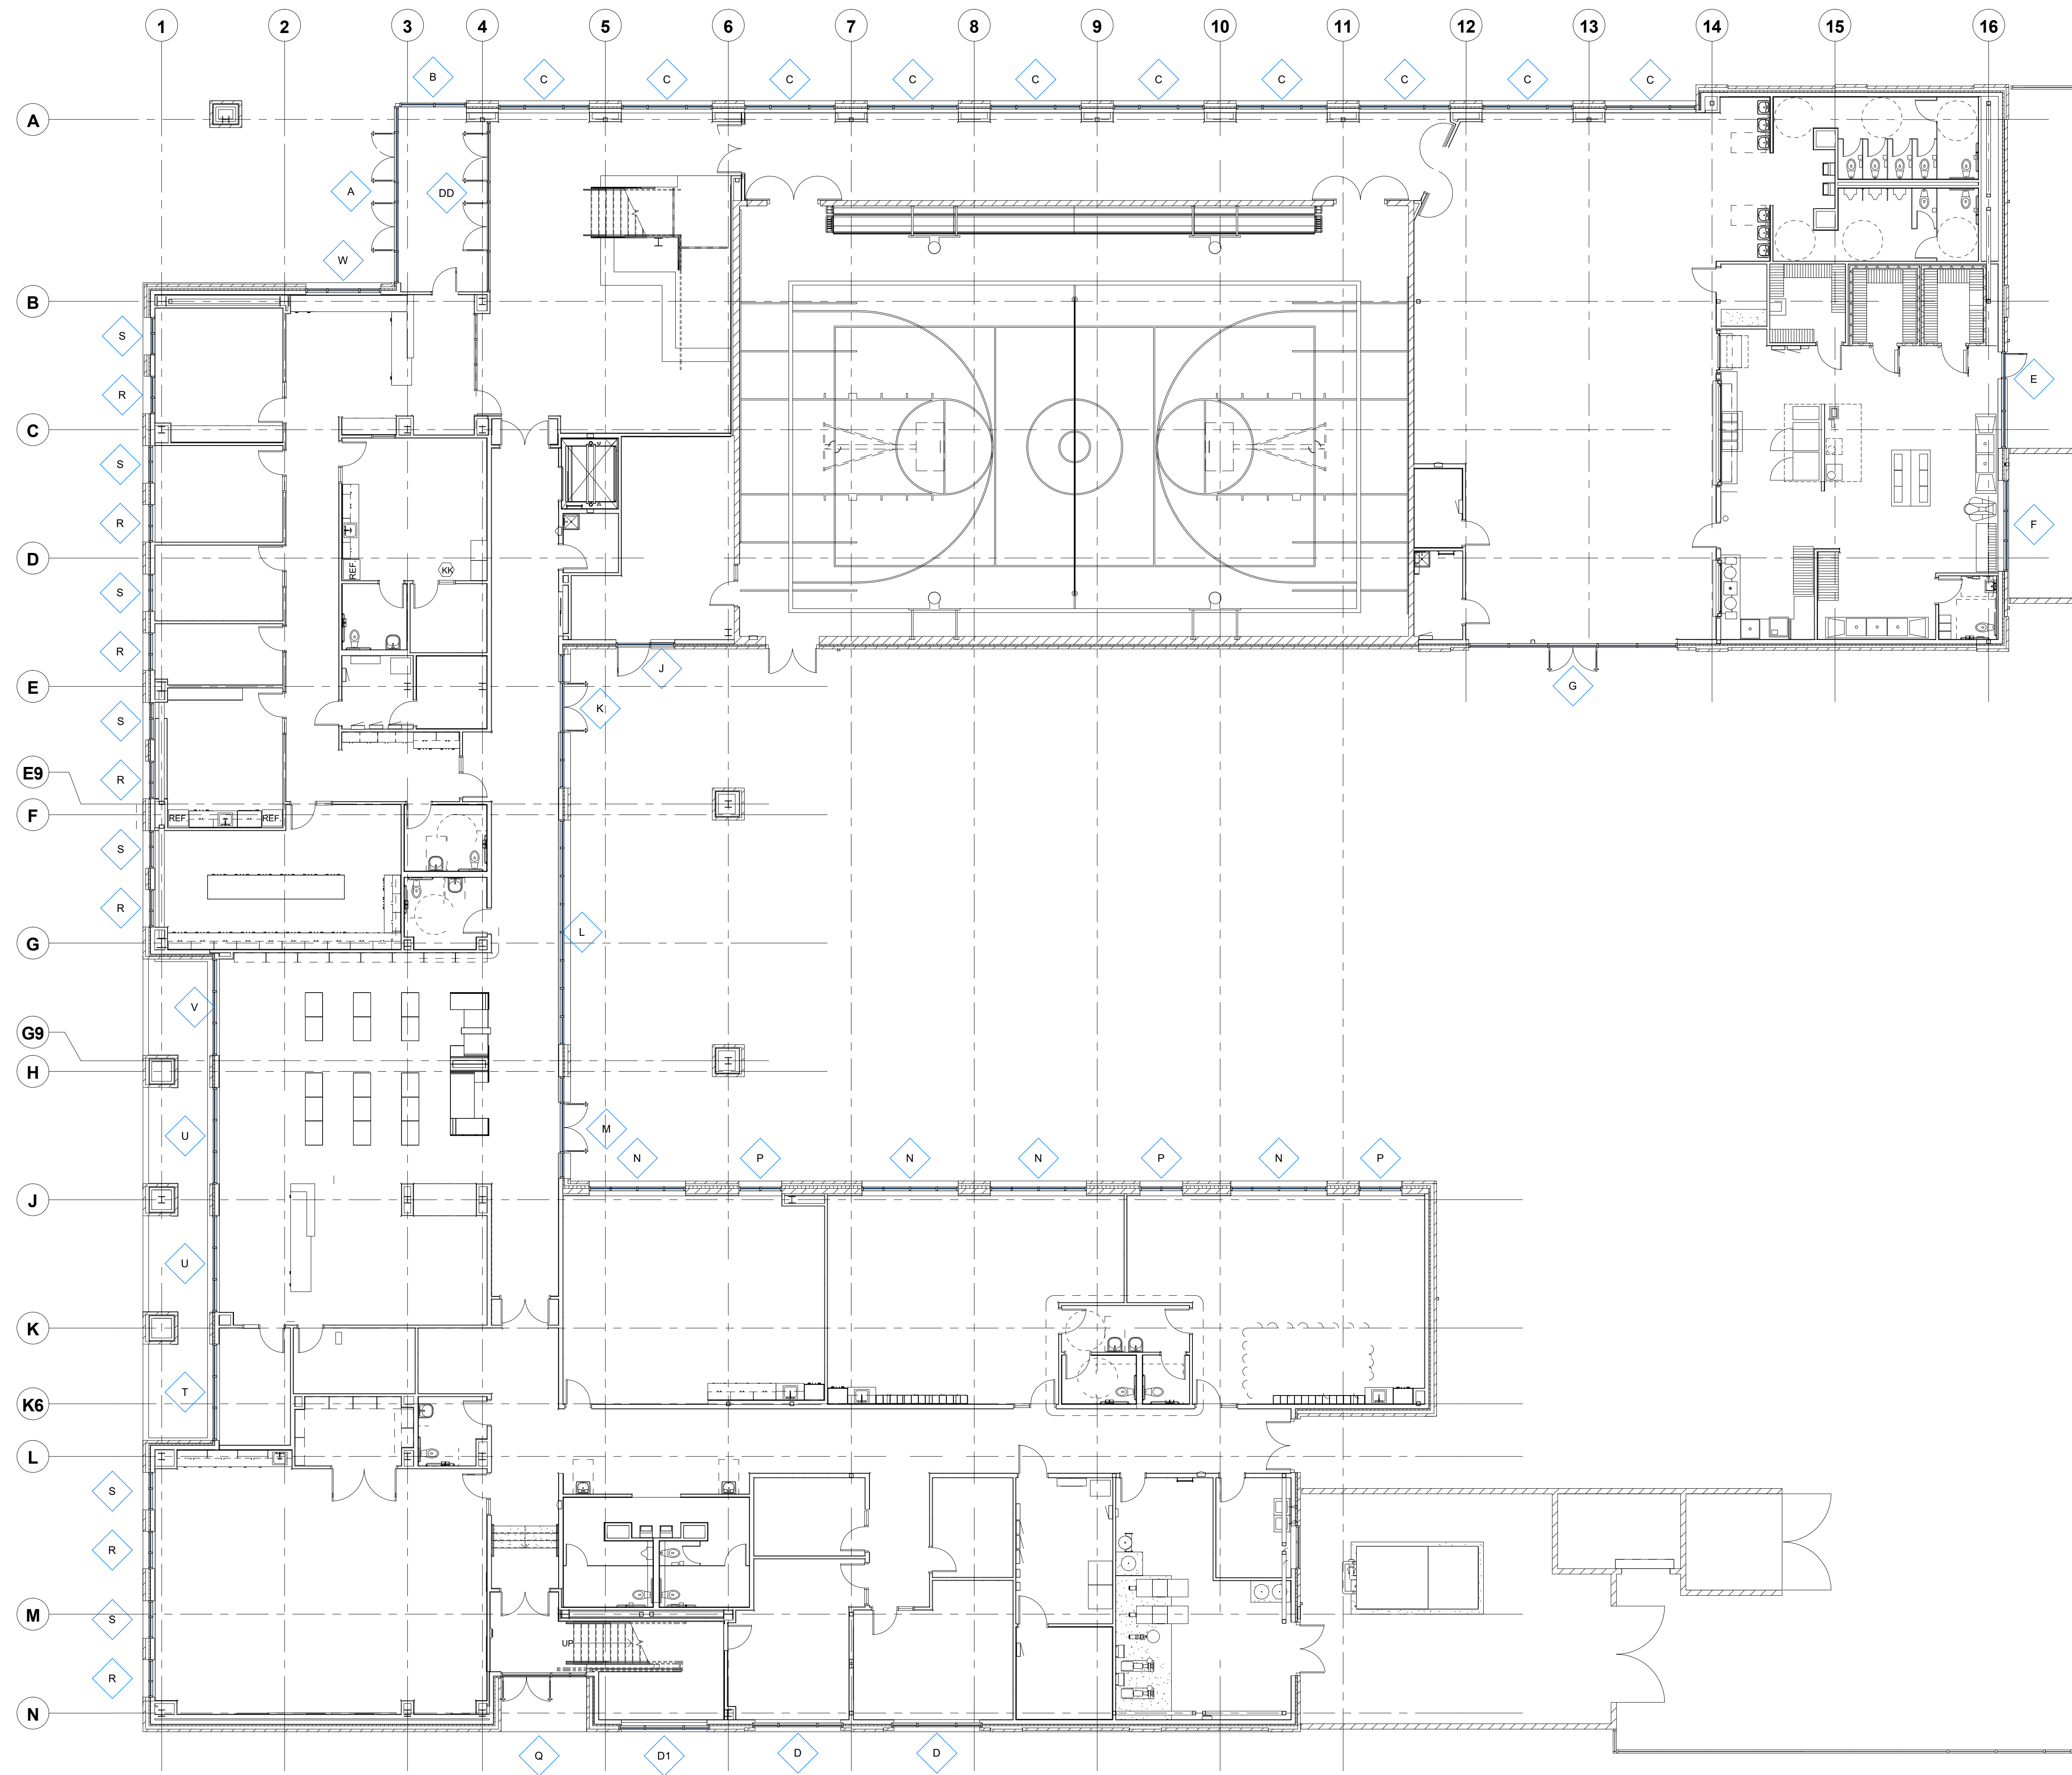 1 2 3 4 5 6 7 8 9 10 11 12 13 14 15 16
B C C C C C C C C C C
A
A DD
W
B
S
R E
C
S
R F
D
REF. KK
S
R J
E G
S K
E9 R
F REF. REF.
S
R
L
G
V
G9
H
U M
N P N N P N P
J
U
K
T
K6
L
S
R
M S
UP
R
N
Q D1 D D